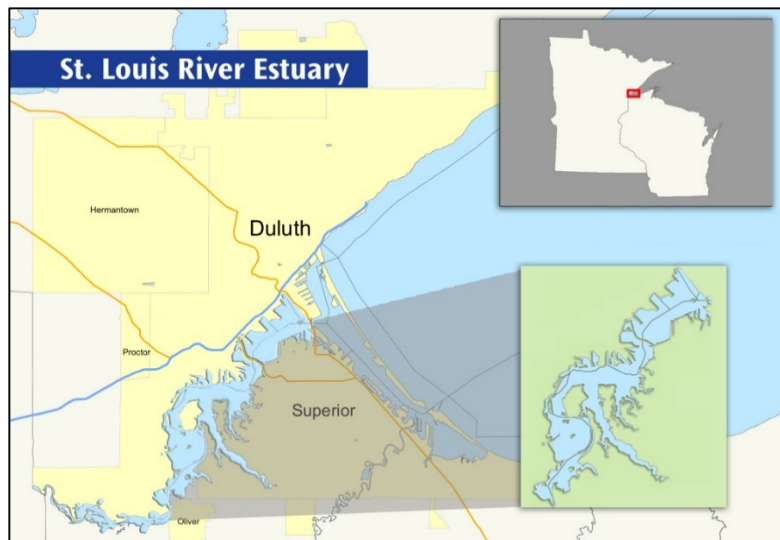 St. Louis River Estuary
Hermantown
Duluth
Proctor
Superior
Oliver